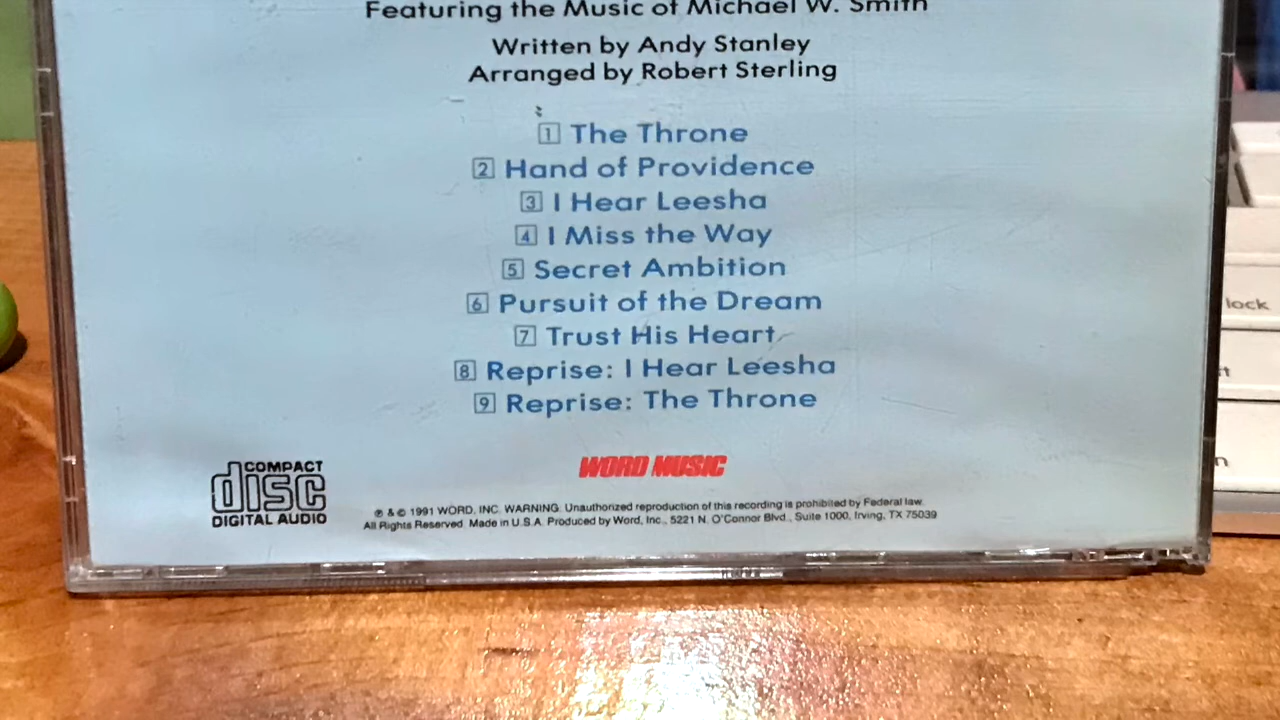 Featuring the Music of Michael W. Smith
Written by Andy Stanley
Arranged by Robert Sterling
1 The Throne
2 Hand of Providence
3 I Hear Leesha
4 I Miss the Way
5 Secret Ambition
6 Pursuit of the Dream
7 Trust His Heart
8 Reprise: I Hear Leesha
9 Reprise: The Throne
COMPACT
disc
DIGITAL AUDIO
WORD MUSIC
℗ & © 1991 WORD, INC. WARNING. Unauthorized reproduction of this recording is prohibited by Federal law.
All Rights Reserved. Made in U.S.A. Produced by Word, Inc., 5221 N. O'Connor Blvd., Suite 1000, Irving, TX 75039
lock